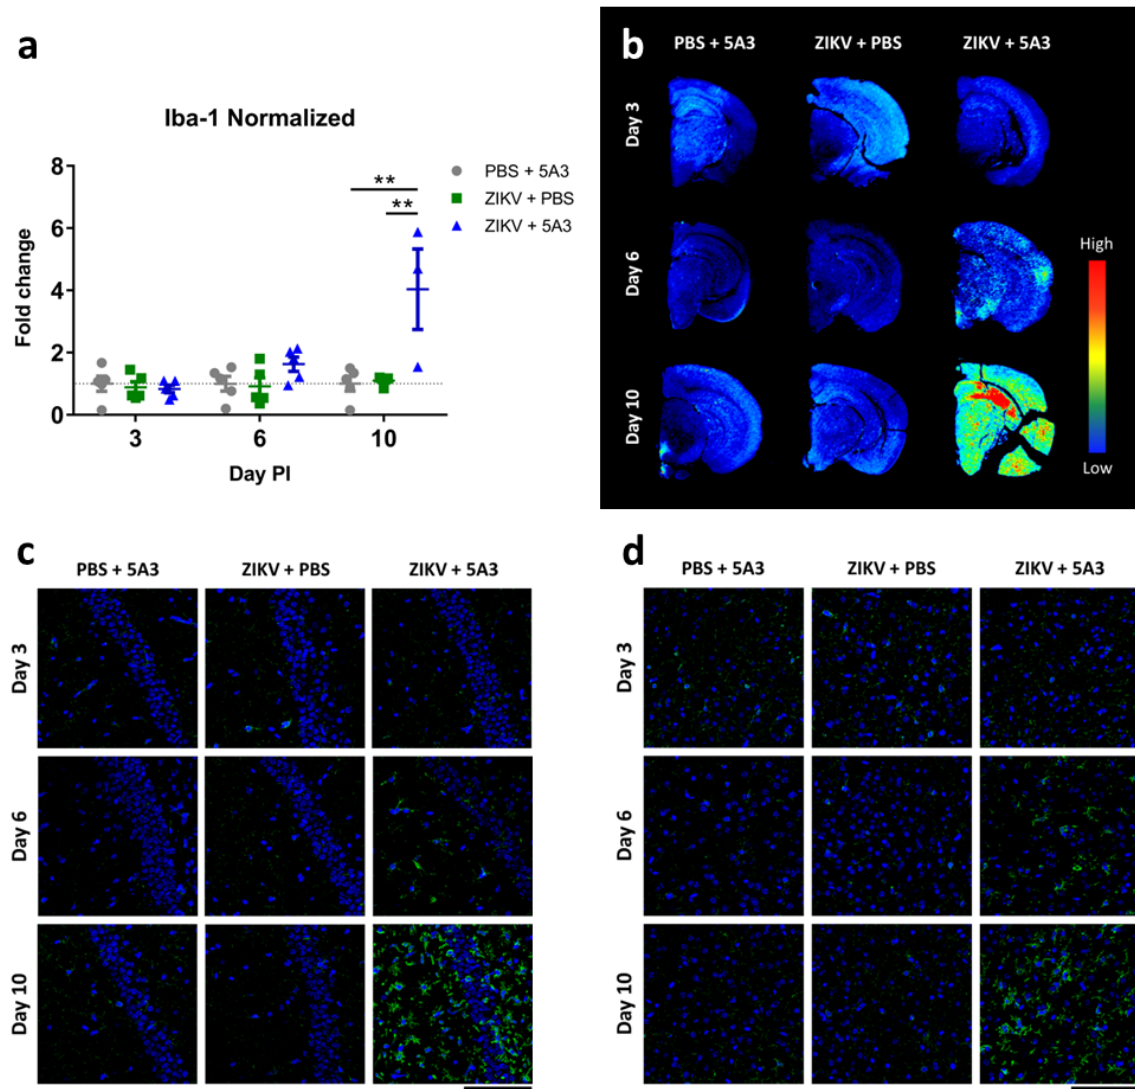 a
Iba-1 Normalized
Fold change
8
6
4
2
0
3
6
10
Day PI
PBS + 5A3
ZIKV + PBS
ZIKV + 5A3
**
**
b
PBS + 5A3 ZIKV + PBS ZIKV + 5A3
Day 3
Day 6
Day 10
High
Low
c
PBS + 5A3 ZIKV + PBS ZIKV + 5A3
Day 3
Day 6
Day 10
d
PBS + 5A3 ZIKV + PBS ZIKV + 5A3
Day 3
Day 6
Day 10